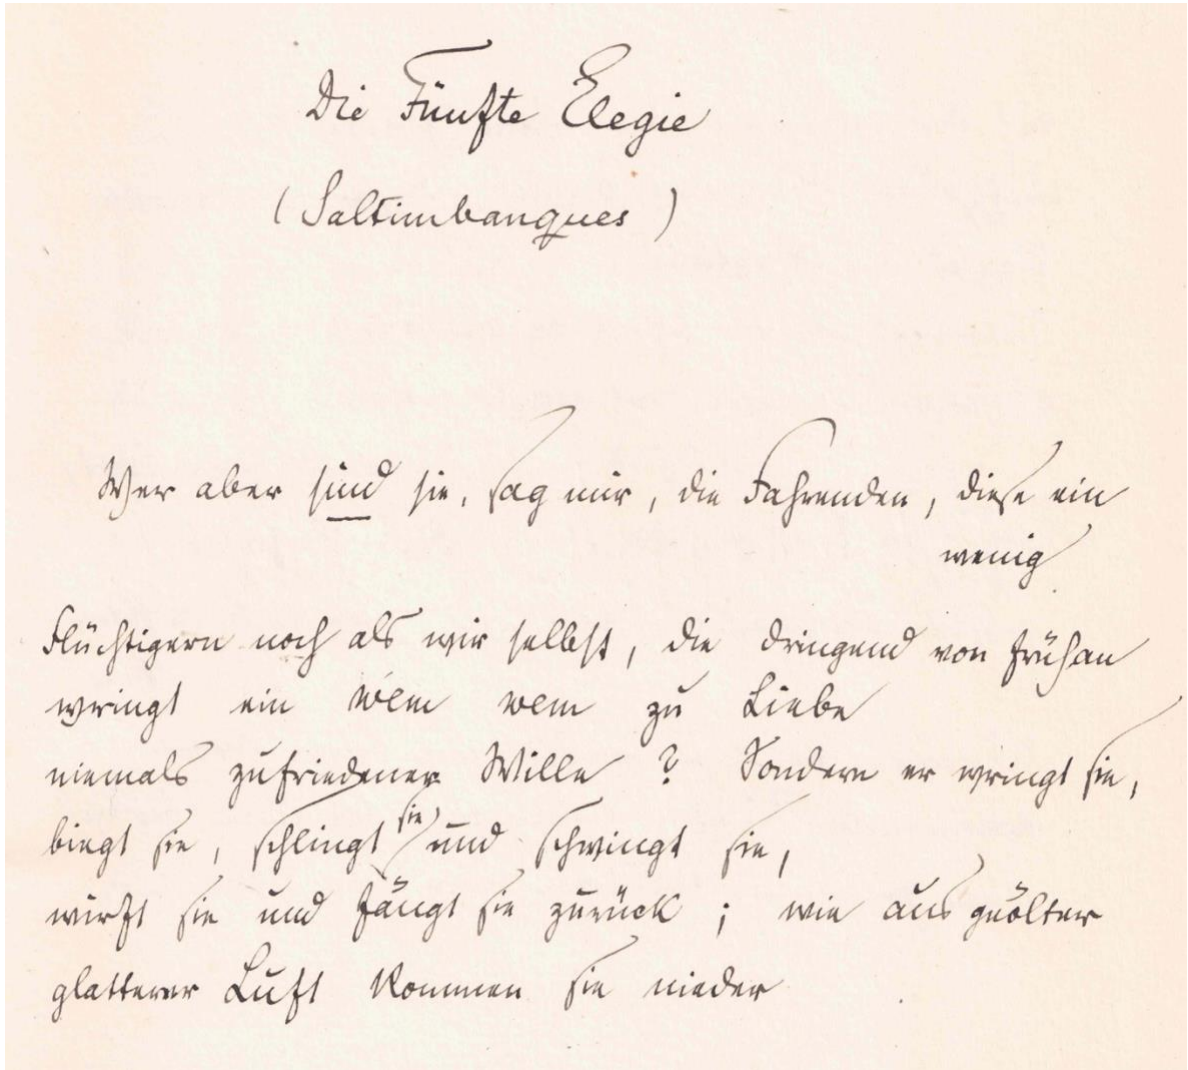 Die Fünfte Elegie
(Saltimbanques)
Wer aber sind sie, sag mir, die Fahrenden, diese ein
wenig
Flüchtigern noch als wir selbst, die dringend von früh an
wringt ein wem wem zu Liebe
niemals zufriedener Wille? Sondern er wringt sie,
biegt sie, schlingt sie und schwingt sie,
wirft sie und fängt sie zurück; wie aus geölter
glatterer Luft kommen sie nieder